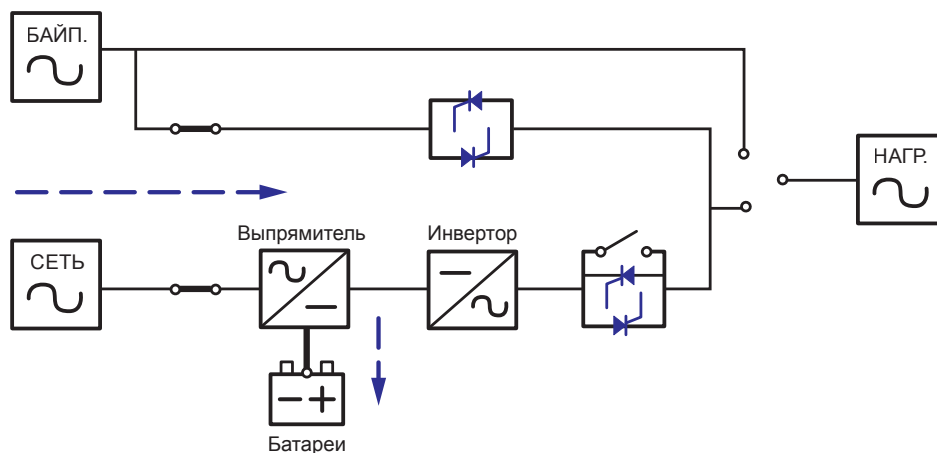 БАЙП.
НАГР.
СЕТЬ
Выпрямитель
Инвертор
Батареи